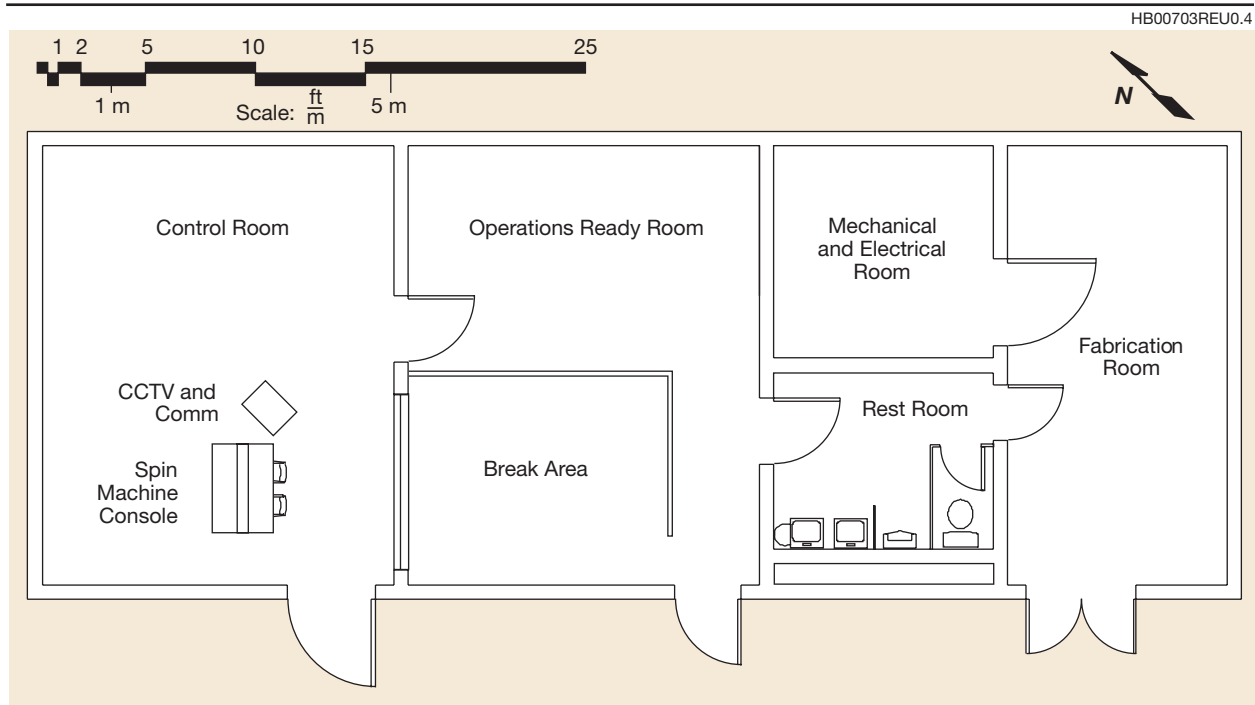 HB00703REU0.4
1 2 5 10 15 25
1 m 5 m
Scale: ft
m
N
Control Room
Operations Ready Room
Mechanical
and Electrical
Room
Fabrication
Room
CCTV and
Comm
Rest Room
Spin
Machine
Console
Break Area